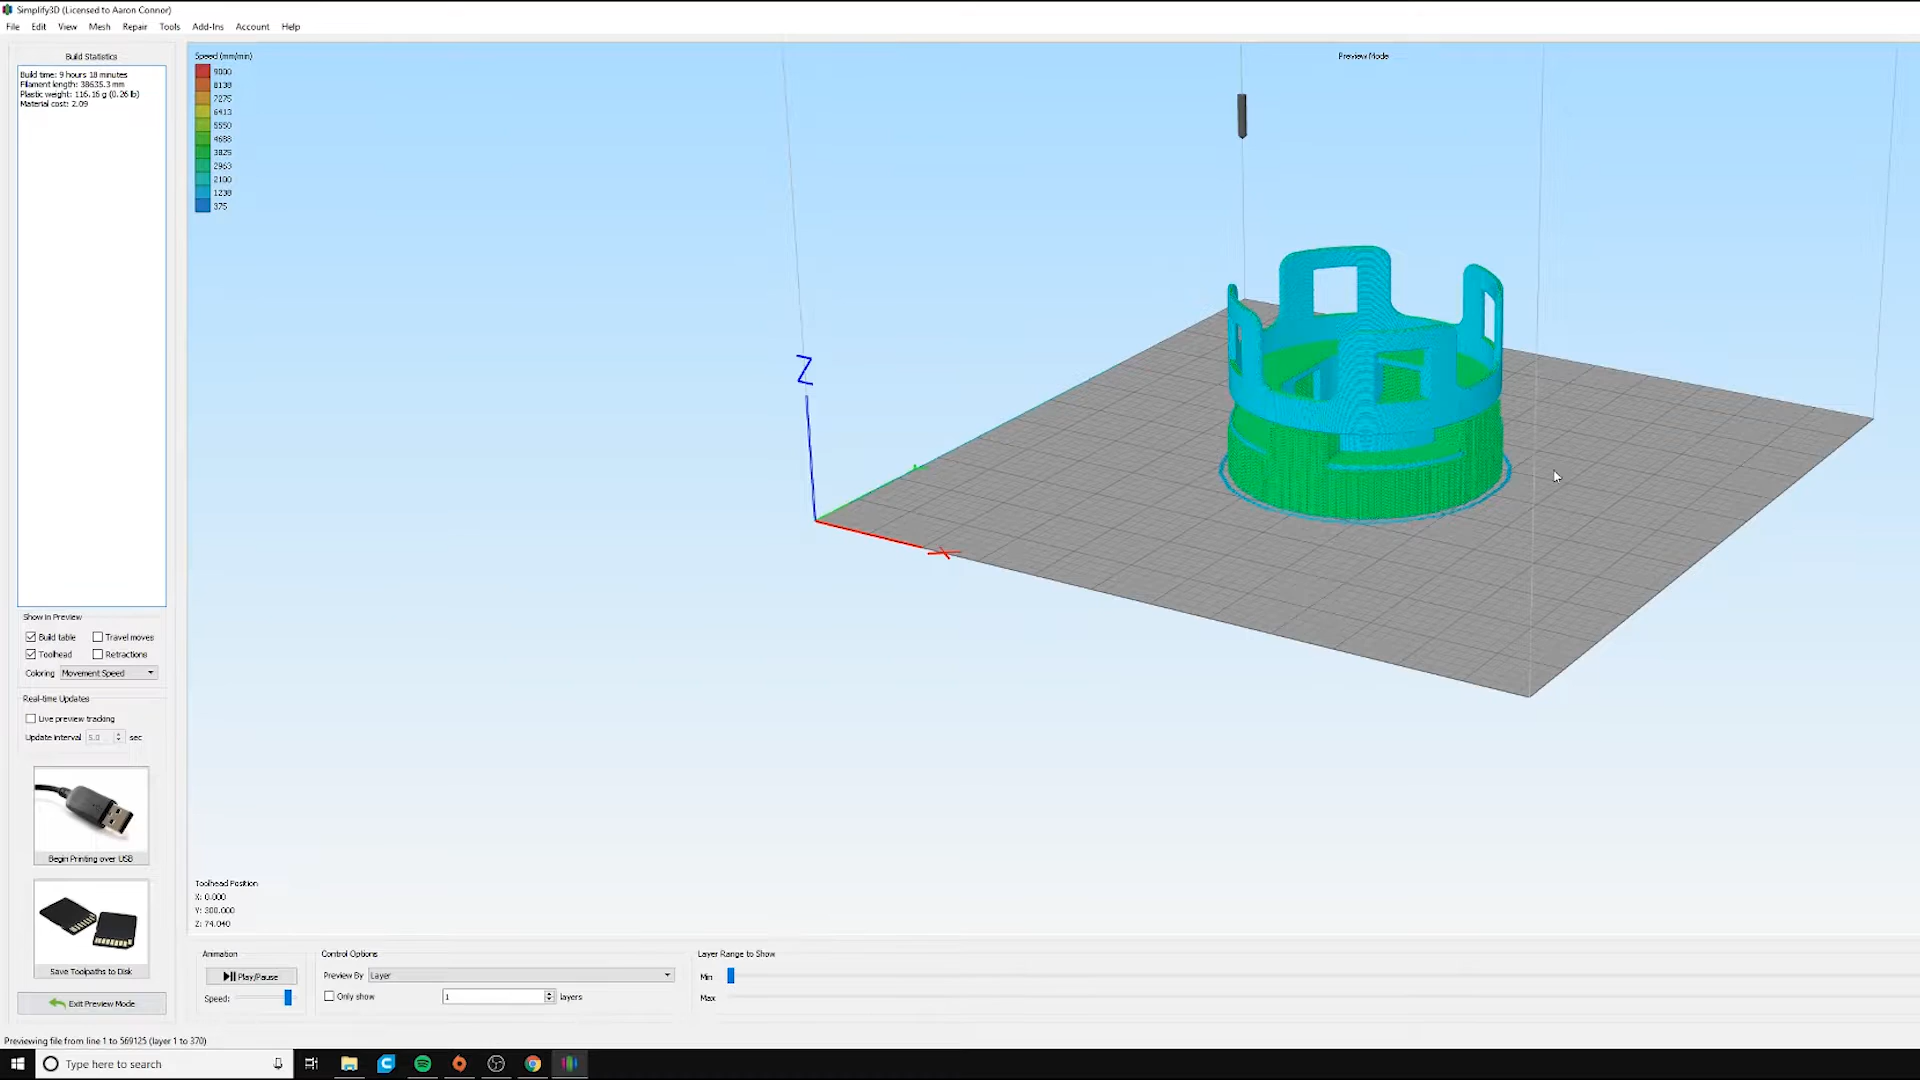 Simplify3D (Licensed to Aaron Connor)
File Edit View Mesh Repair Tools Add-Ins Account Help
Build Statistics
Build time: 9 hours 18 minutes
Filament length: 38635.3 mm
Plastic weight: 116.16 g (0.26 lb)
Material cost: 2.09
Speed (mm/min)
9000
8138
7275
6413
5550
4688
3825
2963
2100
1238
375
Preview Mode
Z
X
Show in Preview
Build table Travel moves
Toolhead Retractions
Coloring Movement Speed
Real-time Updates
Live preview tracking
Update interval 5.0 sec
Begin Printing over USB
Save Toolpaths to Disk
Exit Preview Mode
Toolhead Position
X: 0.000
Y: 300.000
Z: 74.040
Animation
Play/Pause
Speed:
Control Options
Preview By Layer
Only show 1 layers
Layer Range to Show
Min
Max
Previewing file from line 1 to 569125 (layer 1 to 370)
Type here to search